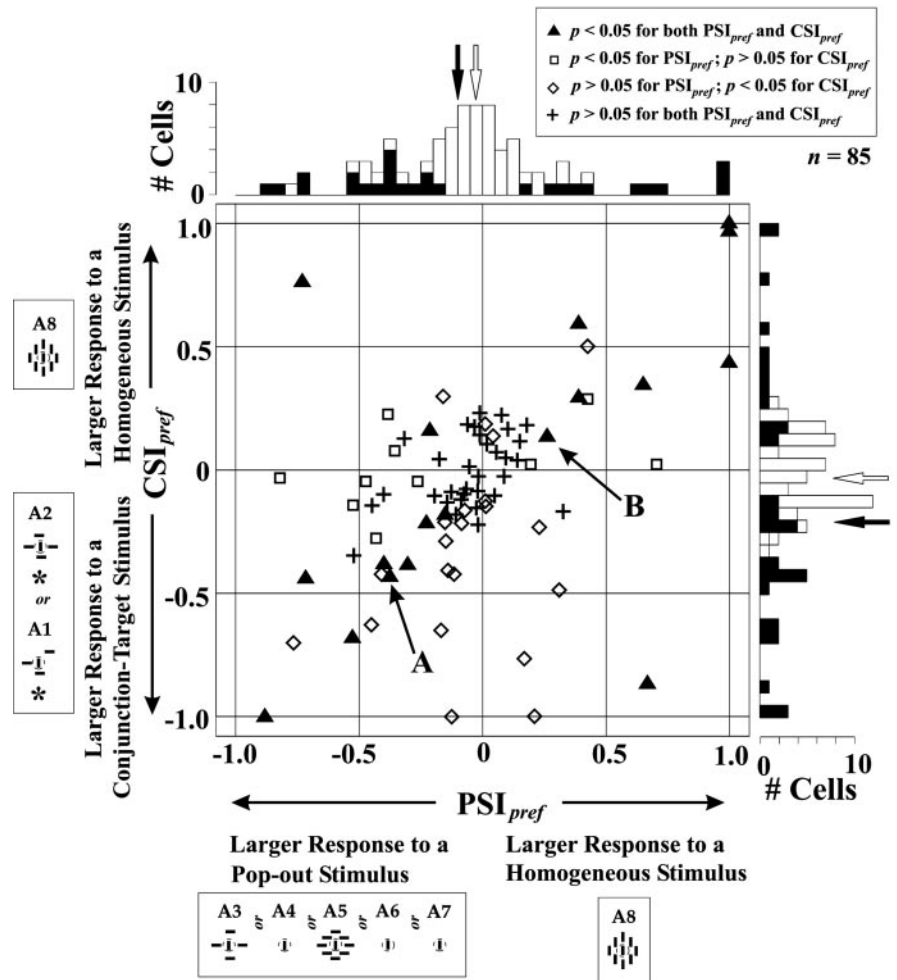 ▲ p < 0.05 for both PSIpref and CSIpref
□ p < 0.05 for PSIpref ; p > 0.05 for CSIpref
◇ p > 0.05 for PSIpref ; p < 0.05 for CSIpref
+ p > 0.05 for both PSIpref and CSIpref
n = 85
# Cells
10
0
1.0
0.5
0
-0.5
-1.0
CSIpref
Larger Response to a
Homogeneous Stimulus
A8
Larger Response to a
Conjunction-Target Stimulus
A2
*
or
A1
*
B
A
-1.0
-0.5
0
0.5
1.0
0
10
# Cells
PSIpref
Larger Response to a
Pop-out Stimulus
A3 or A4 or A5 or A6 or A7
Larger Response to a
Homogeneous Stimulus
A8